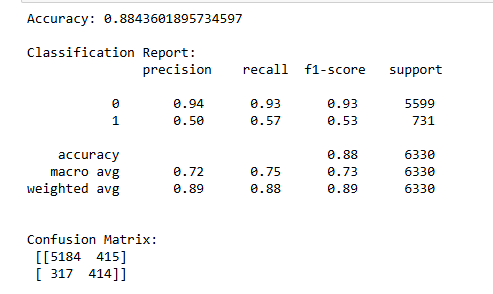 Accuracy: 0.8843601895734597
Classification Report:
precision recall f1-score support
0 0.94 0.93 0.93 5599
1 0.50 0.57 0.53 731
accuracy 0.88 6330
macro avg 0.72 0.75 0.73 6330
weighted avg 0.89 0.88 0.89 6330
Confusion Matrix:
[[5184 415]
[ 317 414]]